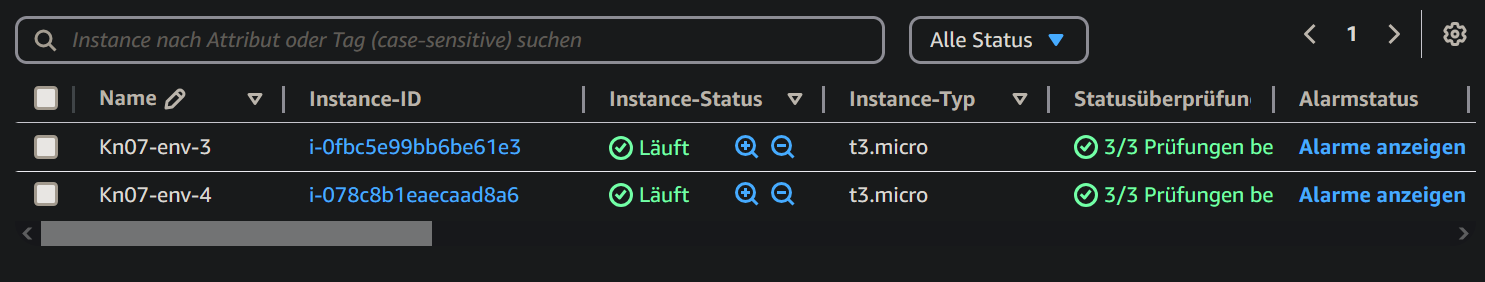 Instance nach Attribut oder Tag (case-sensitive) suchen Alle Status 1
Name Instance-ID Instance-Status Instance-Typ Statusüberprüfun Alarmstatus
Kn07-env-3 i-0fbc5e99bb6be61e3 Läuft t3.micro 3/3 Prüfungen be Alarme anzeigen
Kn07-env-4 i-078c8b1eaecaad8a6 Läuft t3.micro 3/3 Prüfungen be Alarme anzeigen